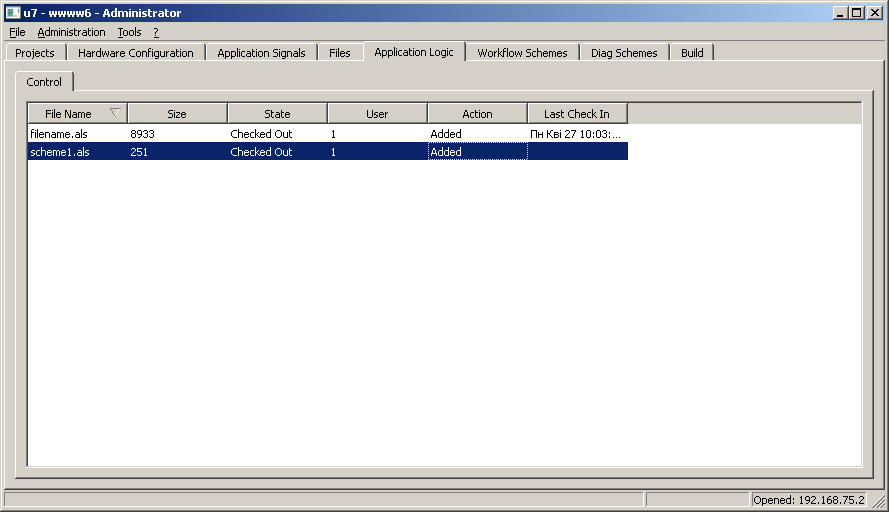 u7 - wwww6 - Administrator
File Administration Tools ?
Projects Hardware Configuration Application Signals Files Application Logic Workflow Schemes Diag Schemes Build
Control
File Name Size State User Action Last Check In
filename.als 8933 Checked Out 1 Added Пн Кві 27 10:03:...
scheme1.als 251 Checked Out 1 Added
Opened: 192.168.75.2